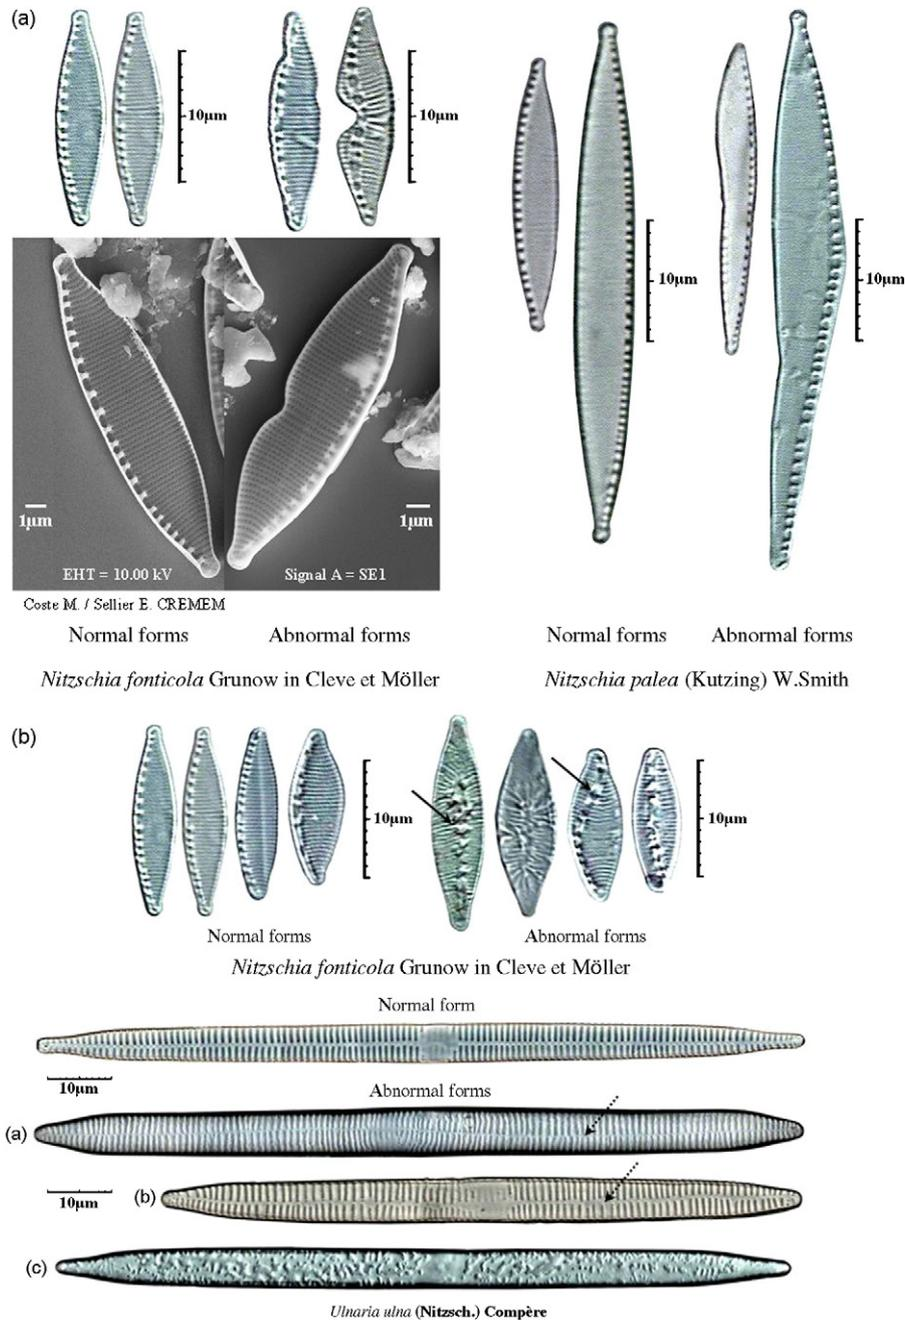 (a)
10μm
10μm
10μm
10μm
1μm
1μm
EHT = 10.00 kV
Signal A = SE1
Coste M. / Sellier E. CREMEM
Normal forms
Abnormal forms
Normal forms
Abnormal forms
Nitzschia fonticola Grunow in Cleve et Möller
Nitzschia palea (Kutzing) W.Smith
(b)
10μm
10μm
Normal forms
Abnormal forms
Nitzschia fonticola Grunow in Cleve et Möller
Normal form
10μm
Abnormal forms
(a)
10μm
(b)
(c)
Ulnaria ulna (Nitzsch.) Compère